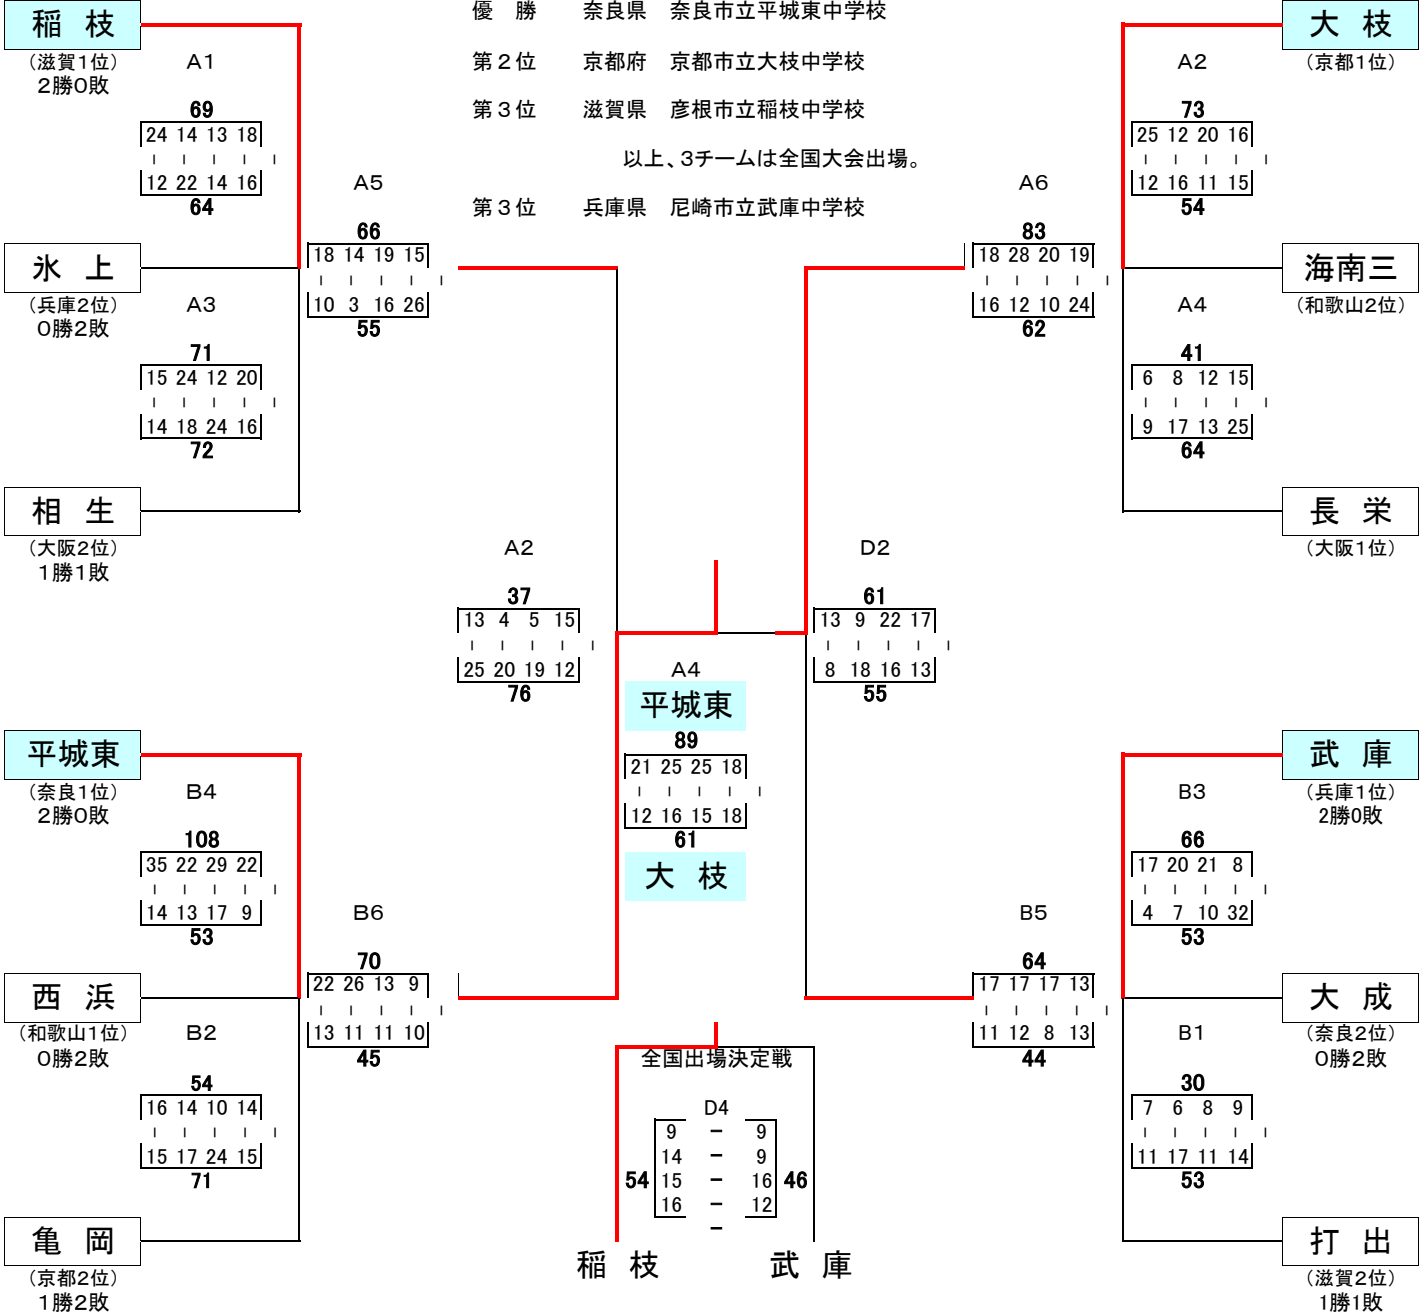 優　勝　　奈良県　奈良市立平城東中学校
第２位　　京都府　京都市立大枝中学校
第３位　　滋賀県　彦根市立稲枝中学校
以上、3チームは全国大会出場。
第３位　　兵庫県　尼崎市立武庫中学校
稲　枝
（滋賀1位）
2勝0敗
A1
69
24 14 13 18
12 22 14 16
64
氷　上
（兵庫2位）
0勝2敗
A3
71
15 24 12 20
14 18 24 16
72
相　生
（大阪2位）
1勝1敗
A5
66
18 14 19 15
10 3 16 26
55
平城東
（奈良1位）
2勝0敗
B4
108
35 22 29 22
14 13 17 9
53
西　浜
（和歌山1位）
0勝2敗
B2
54
16 14 10 14
15 17 24 15
71
亀　岡
（京都2位）
1勝2敗
B6
70
22 26 13 9
13 11 11 10
45
A2
37
13 4 5 15
25 20 19 12
76
A4
平城東
89
21 25 25 18
12 16 15 18
61
大　枝
D2
61
13 9 22 17
8 18 16 13
55
全国出場決定戦
D4
9 － 9
14 － 9
54 15 － 16 46
16 － 12
－
稲　枝　　武　庫
大　枝
（京都1位）
A2
73
25 12 20 16
12 16 11 15
54
海南三
（和歌山2位）
A4
41
6 8 12 15
9 17 13 25
64
長　栄
（大阪1位）
A6
83
18 28 20 19
16 12 10 24
62
武　庫
（兵庫1位）
2勝0敗
B3
66
17 20 21 8
4 7 10 32
53
大　成
（奈良2位）
0勝2敗
B1
30
7 6 8 9
11 17 11 14
53
打　出
（滋賀2位）
1勝1敗
B5
64
17 17 17 13
11 12 8 13
44